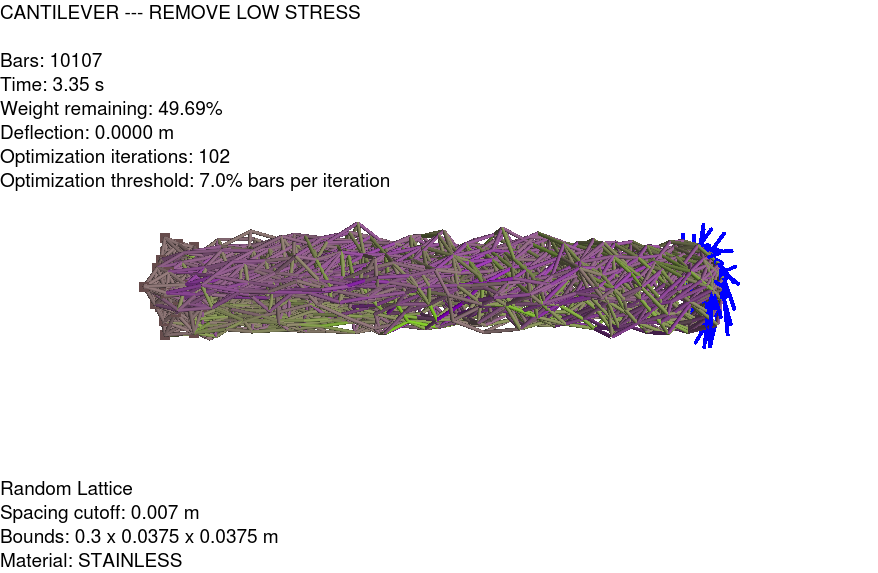 CANTILEVER --- REMOVE LOW STRESS
Bars: 10107
Time: 3.35 s
Weight remaining: 49.69%
Deflection: 0.0000 m
Optimization iterations: 102
Optimization threshold: 7.0% bars per iteration
Random Lattice
Spacing cutoff: 0.007 m
Bounds: 0.3 x 0.0375 x 0.0375 m
Material: STAINLESS